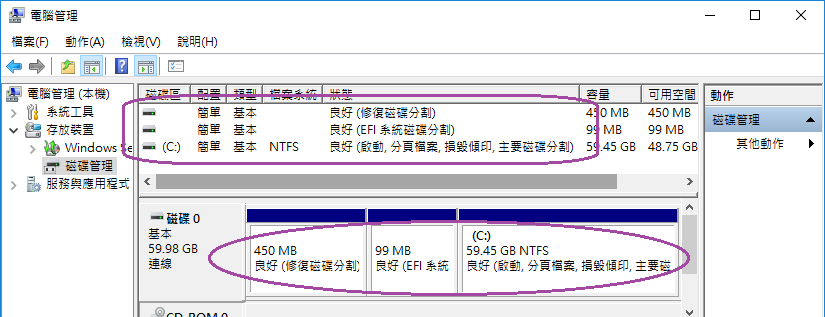 電腦管理
檔案(F) 動作(A) 檢視(V) 說明(H)
電腦管理 (本機)
系統工具
存放裝置
Windows Se
磁碟管理
服務與應用程式
磁碟區 配置 類型 檔案系統 狀態 容量 可用空間
簡單 基本 良好 (修復磁碟分割) 450 MB 450 MB
簡單 基本 良好 (EFI 系統磁碟分割) 99 MB 99 MB
(C:) 簡單 基本 NTFS 良好 (啟動, 分頁檔案, 損毀傾印, 主要磁碟分割) 59.45 GB 48.75 GB
磁碟 0
基本
59.98 GB
連線
450 MB
良好 (修復磁碟分割)
99 MB
良好 (EFI 系統
(C:)
59.45 GB NTFS
良好 (啟動, 分頁檔案, 損毀傾印, 主要磁
CD-ROM 0
動作
磁碟管理
其他動作